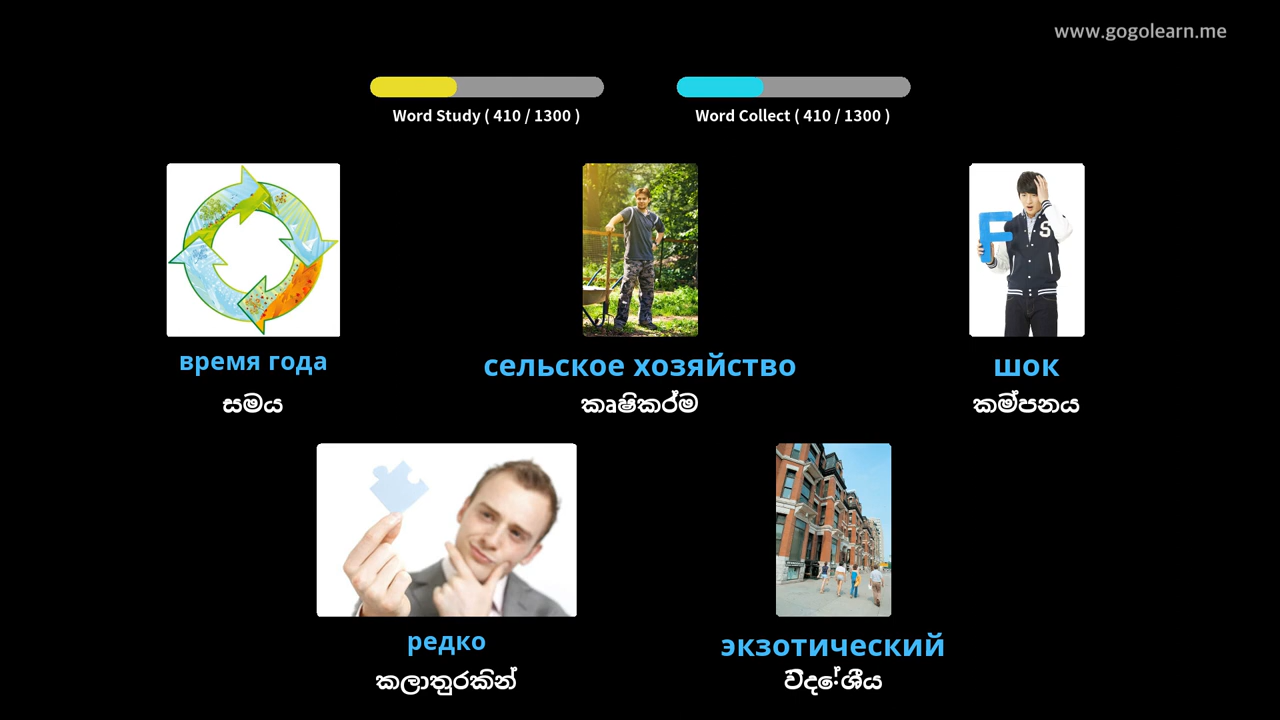 www.gogolearn.me
Word Study ( 410 / 1300 )
Word Collect ( 410 / 1300 )
время года
සමය
сельское хозяйство
කෘෂිකර්ම
шок
කම්පනය
редко
කලාතුරකින්
экзотический
විදේශීය
F
S